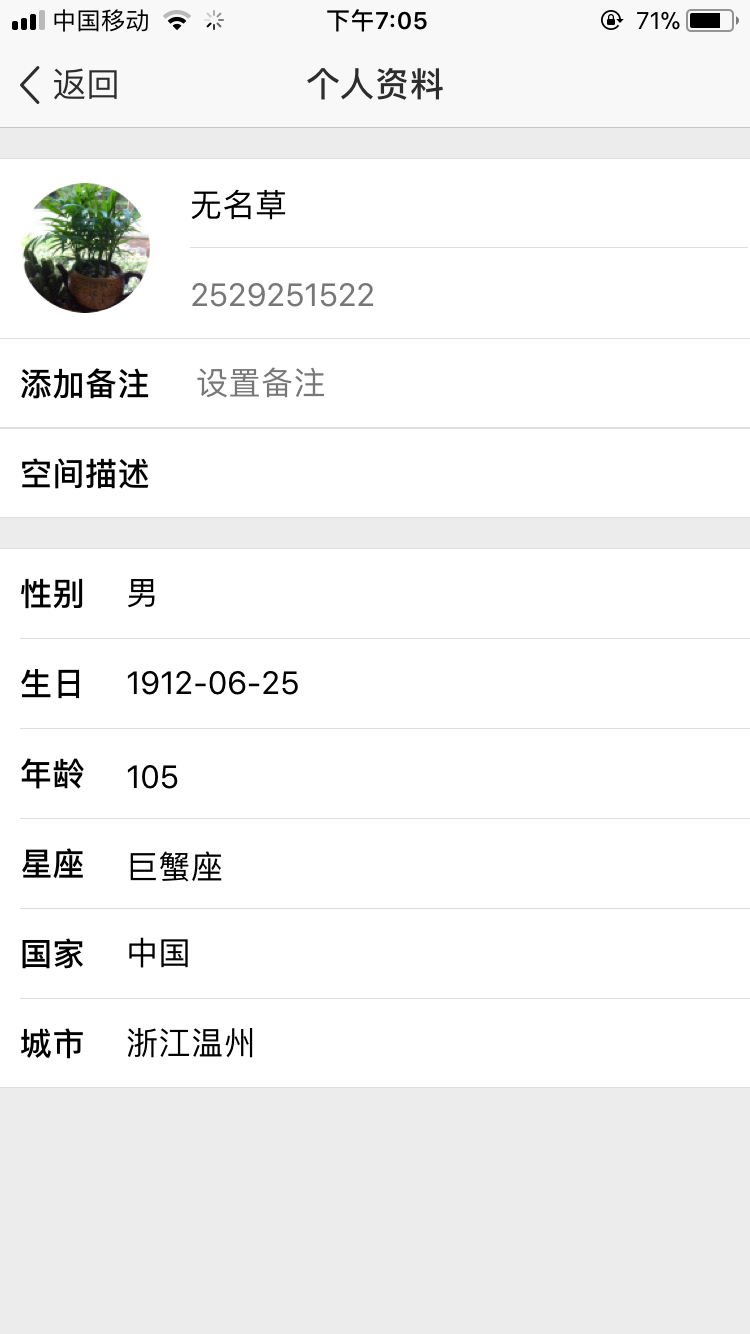 中国移动 下午7:05 71%
返回 个人资料
无名草
2529251522
添加备注 设置备注
空间描述
性别 男
生日 1912-06-25
年龄 105
星座 巨蟹座
国家 中国
城市 浙江温州